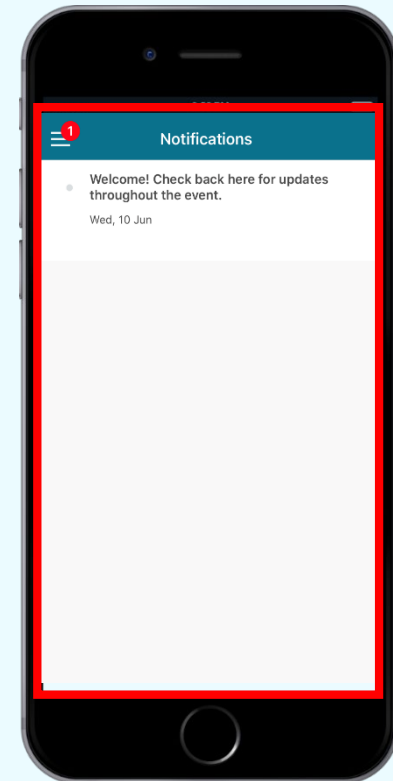 1
Notifications
Welcome! Check back here for updates
throughout the event.
Wed, 10 Jun